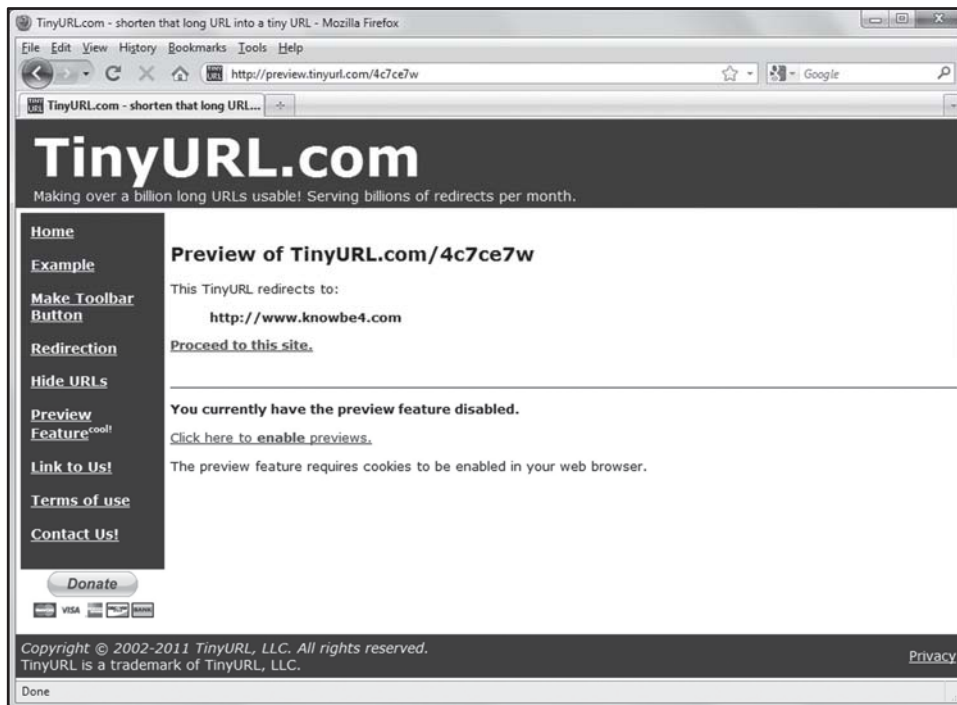 TinyURL.com - shorten that long URL into a tiny URL - Mozilla Firefox
File Edit View History Bookmarks Tools Help
http://preview.tinyurl.com/4c7ce7w
Google
TinyURL.com - shorten that long URL...
TinyURL.com
Making over a billion long URLs usable! Serving billions of redirects per month.
Home
Example
Make Toolbar
Button
Redirection
Hide URLs
Preview
Feature cool!
Link to Us!
Terms of use
Contact Us!
Donate
VISA
BANK
Preview of TinyURL.com/4c7ce7w
This TinyURL redirects to:
http://www.knowbe4.com
Proceed to this site.
You currently have the preview feature disabled.
Click here to enable previews.
The preview feature requires cookies to be enabled in your web browser.
Copyright © 2002-2011 TinyURL, LLC. All rights reserved.
TinyURL is a trademark of TinyURL, LLC.
Privacy
Done